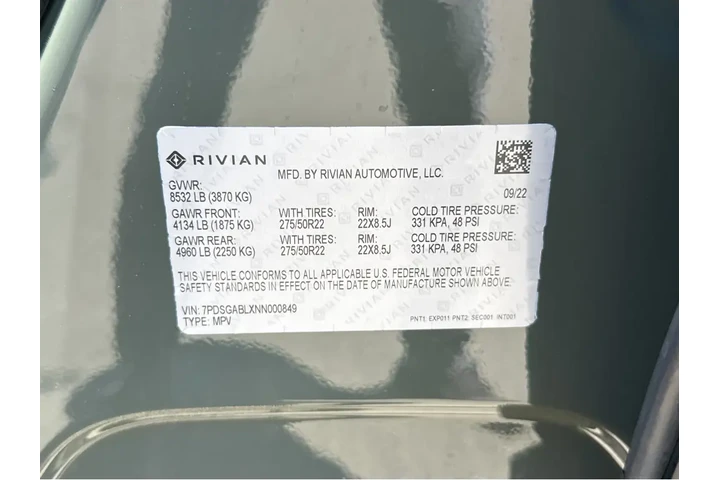 RIVIAN
MFD. BY RIVIAN AUTOMOTIVE, LLC.
GVWR:
8532 LB (3870 KG)
09/22
GAWR FRONT: WITH TIRES: RIM: COLD TIRE PRESSURE:
4134 LB (1875 KG) 275/50R22 22X8.5J 331 KPA, 48 PSI
GAWR REAR: WITH TIRES: RIM: COLD TIRE PRESSURE:
4960 LB (2250 KG) 275/50R22 22X8.5J 331 KPA, 48 PSI
THIS VEHICLE CONFORMS TO ALL APPLICABLE U.S. FEDERAL MOTOR VEHICLE
SAFETY STANDARDS IN EFFECT ON THE DATE OF MANUFACTURE SHOWN ABOVE.
VIN: 7PDSGABLXNN000849
TYPE: MPV
PNT1: EXP011 PNT2: SEC001 INT001